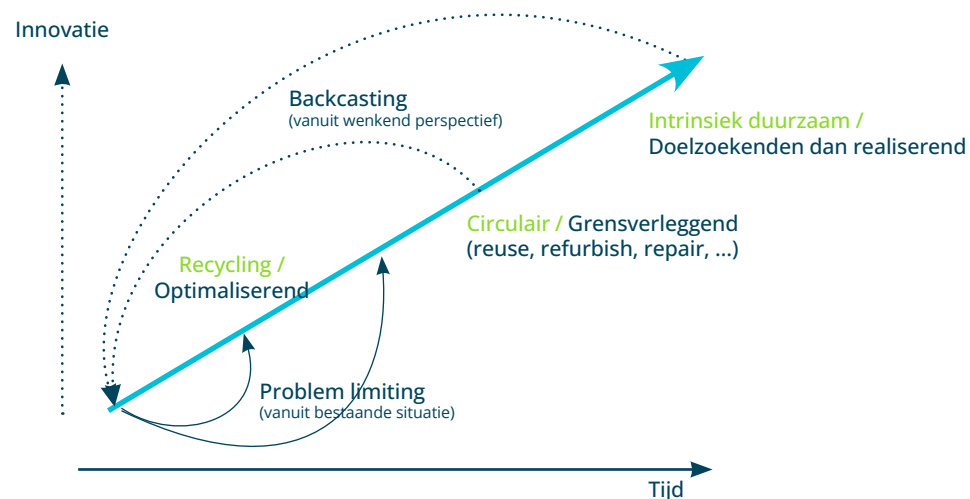 Innovatie
Backcasting
(vanuit wenkend perspectief)
Intrinsiek duurzaam /
Doelzoekenden dan realiserend
Circulair / Grensverleggend
(reuse, refurbish, repair, ...)
Recycling /
Optimaliserend
Problem limiting
(vanuit bestaande situatie)
Tijd